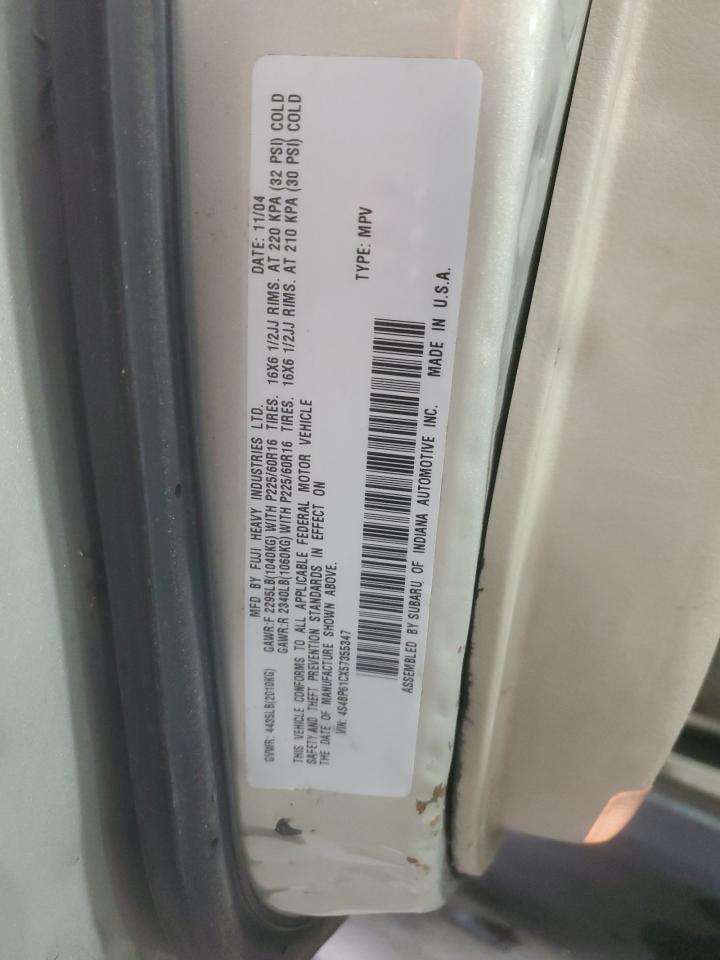 MFD BY FUJI HEAVY INDUSTRIES LTD. DATE: 11/04
GVWR: 4435LB(2010KG) GAWR:F 2295LB(1040KG) WITH P225/60R16 TIRES. 16X6 1/2JJ RIMS. AT 220 KPA (32 PSI) COLD
GAWR:R 2340LB(1060KG) WITH P225/60R16 TIRES. 16X6 1/2JJ RIMS. AT 210 KPA (30 PSI) COLD
THIS VEHICLE CONFORMS TO ALL APPLICABLE FEDERAL MOTOR VEHICLE
SAFETY AND THEFT PREVENTION STANDARDS IN EFFECT ON
THE DATE OF MANUFACTURE SHOWN ABOVE.
VIN: 4S4BP61CX57355347 TYPE: MPV
ASSEMBLED BY SUBARU OF INDIANA AUTOMOTIVE INC. MADE IN U.S.A.